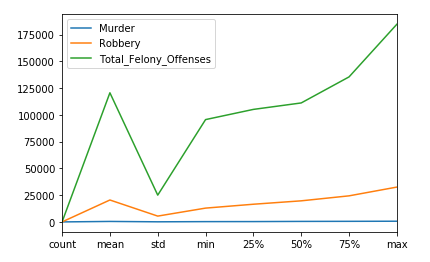 175000
150000
125000
100000
75000
50000
25000
0
Murder
Robbery
Total_Felony_Offenses
count mean std min 25% 50% 75% max